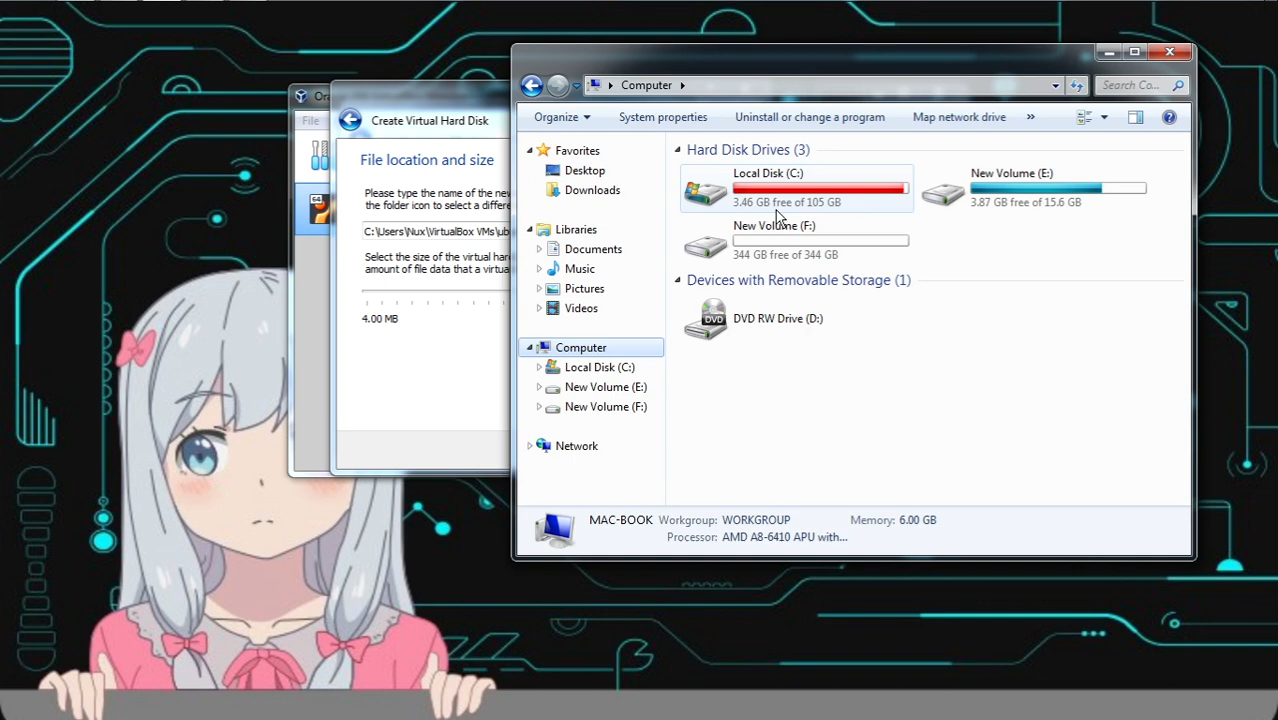 Ora
File
64
Create Virtual Hard Disk
File location and size
Please type the name of the new
the folder icon to select a differe
C:\Users\Nux\VirtualBox VMs\ub
Select the size of the virtual har
amount of file data that a virtua
4.00 MB
Computer
Search Co...
Organize
System properties
Uninstall or change a program
Map network drive
»
Favorites
Desktop
Downloads
Libraries
Documents
Music
Pictures
Videos
Computer
Local Disk (C:)
New Volume (E:)
New Volume (F:)
Network
Hard Disk Drives (3)
Local Disk (C:)
3.46 GB free of 105 GB
New Volume (E:)
3.87 GB free of 15.6 GB
New Volume (F:)
344 GB free of 344 GB
Devices with Removable Storage (1)
DVD
DVD RW Drive (D:)
MAC-BOOK Workgroup: WORKGROUP Memory: 6.00 GB
Processor: AMD A8-6410 APU with...